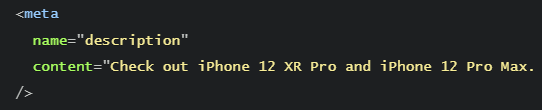 <meta
name="description"
content="Check out iPhone 12 XR Pro and iPhone 12 Pro Max.
/>